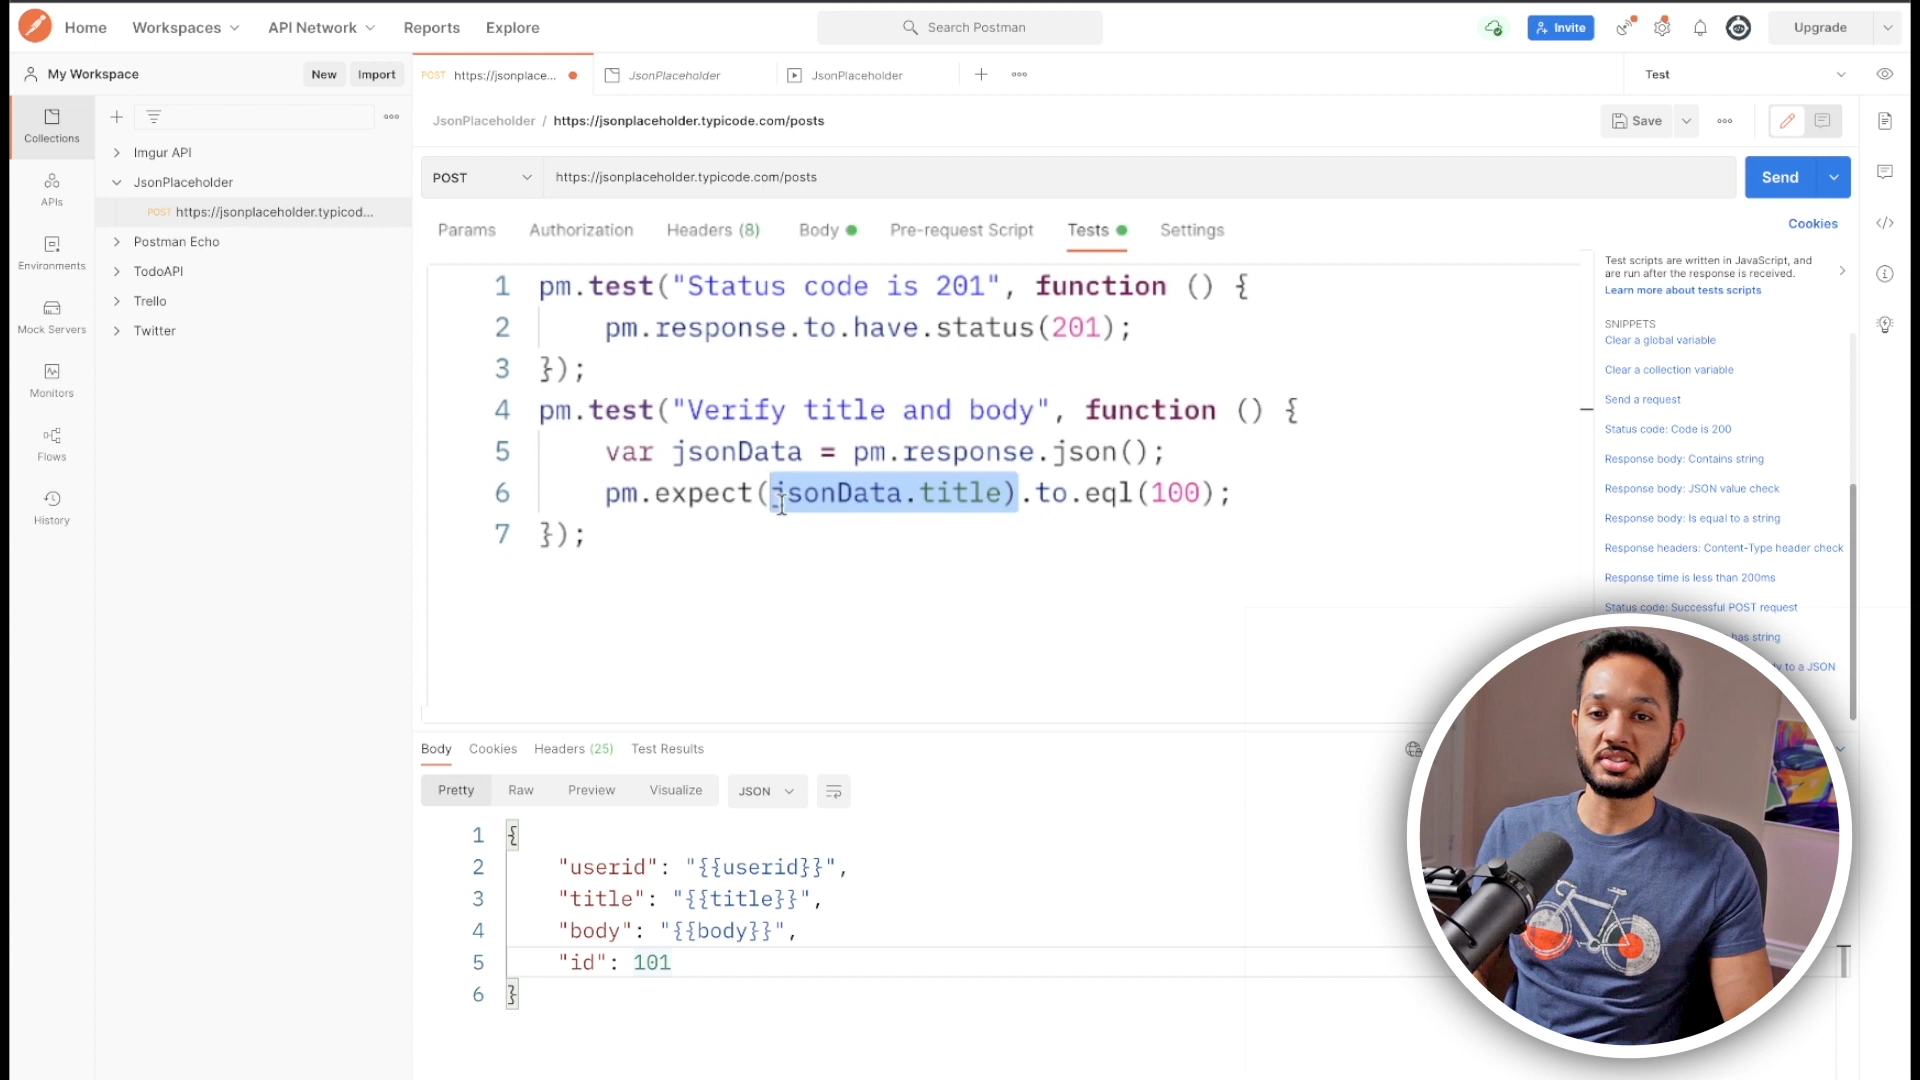 Home
Workspaces
API Network
Reports
Explore
Search Postman
Invite
Upgrade
My Workspace
New
Import
POST https://jsonplace...
JsonPlaceholder
JsonPlaceholder
Test
JsonPlaceholder / https://jsonplaceholder.typicode.com/posts
Save
Collections
APIs
Environments
Mock Servers
Monitors
Flows
History
Imgur API
JsonPlaceholder
POST https://jsonplaceholder.typicod...
Postman Echo
TodoAPI
Trello
Twitter
POST
https://jsonplaceholder.typicode.com/posts
Send
Params
Authorization
Headers (8)
Body
Pre-request Script
Tests
Settings
Cookies
1 pm.test("Status code is 201", function () {
2 pm.response.to.have.status(201);
3 });
4 pm.test("Verify title and body", function () {
5 var jsonData = pm.response.json();
6 pm.expect(jsonData.title).to.eql(100);
7 });
Test scripts are written in JavaScript, and
are run after the response is received.
Learn more about tests scripts
SNIPPETS
Clear a global variable
Clear a collection variable
Send a request
Status code: Code is 200
Response body: Contains string
Response body: JSON value check
Response body: Is equal to a string
Response headers: Content-Type header check
Response time is less than 200ms
Status code: Successful POST request
has string
to a JSON
Body
Cookies
Headers (25)
Test Results
Pretty
Raw
Preview
Visualize
JSON
1 {
2 "userid": "{{userid}}",
3 "title": "{{title}}",
4 "body": "{{body}}",
5 "id": 101
6 }